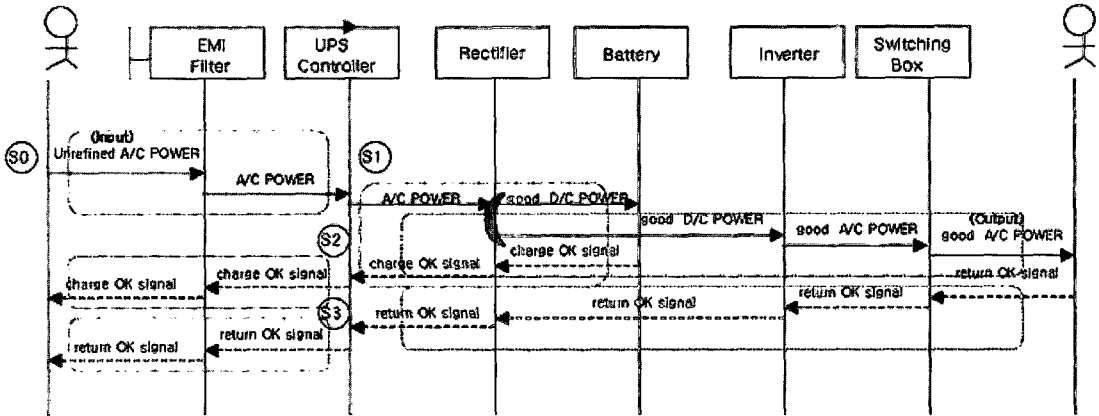 EMI
Filter
UPS
Controller
Rectifier
Battery
Inverter
Switching
Box
S0
(Input)
Unrefined A/C POWER
A/C POWER
S1
A/C POWER
good D/C POWER
good D/C POWER
good A/C POWER
(Output)
good A/C POWER
S2
charge OK signal
charge OK signal
charge OK signal
charge OK signal
return OK signal
return OK signal
return OK signal
S3
return OK signal
return OK signal
return OK signal